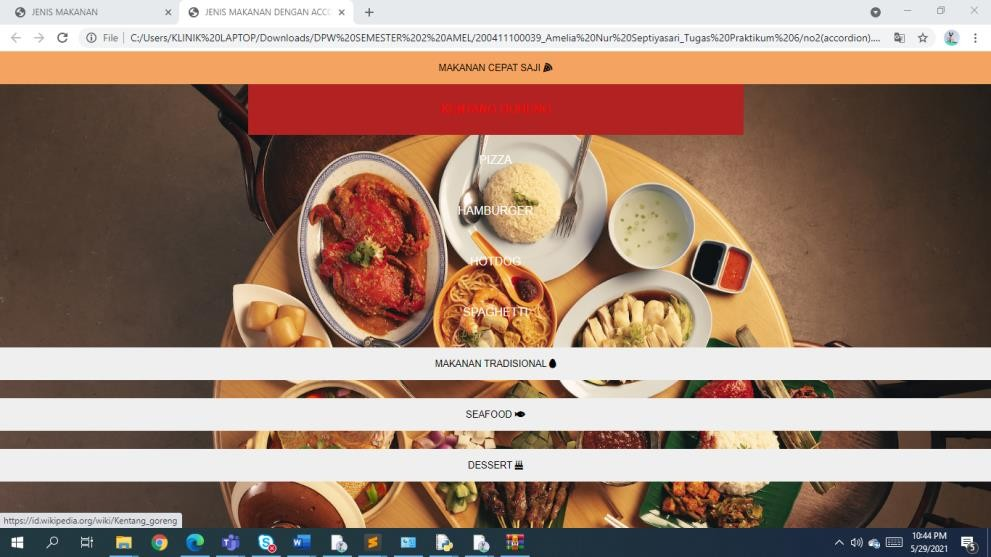 JENIS MAKANAN
JENIS MAKANAN DENGAN ACCO
File
C:/Users/KLINIK%20LAPTOP/Downloads/DPW%20SEMESTER%202%20AMEL/200411100039_Amelia%20Nur%20Septiyasari_Tugas%20Praktikum%206/no2(accordion)....
MAKANAN CEPAT SAJI
KENTANG GORENG
PIZZA
HAMBURGER
HOTDOG
SPAGHETTI
MAKANAN TRADISIONAL
SEAFOOD
DESSERT
https://id.wikipedia.org/wiki/Kentang_goreng
10:44 PM
5/29/2021
5